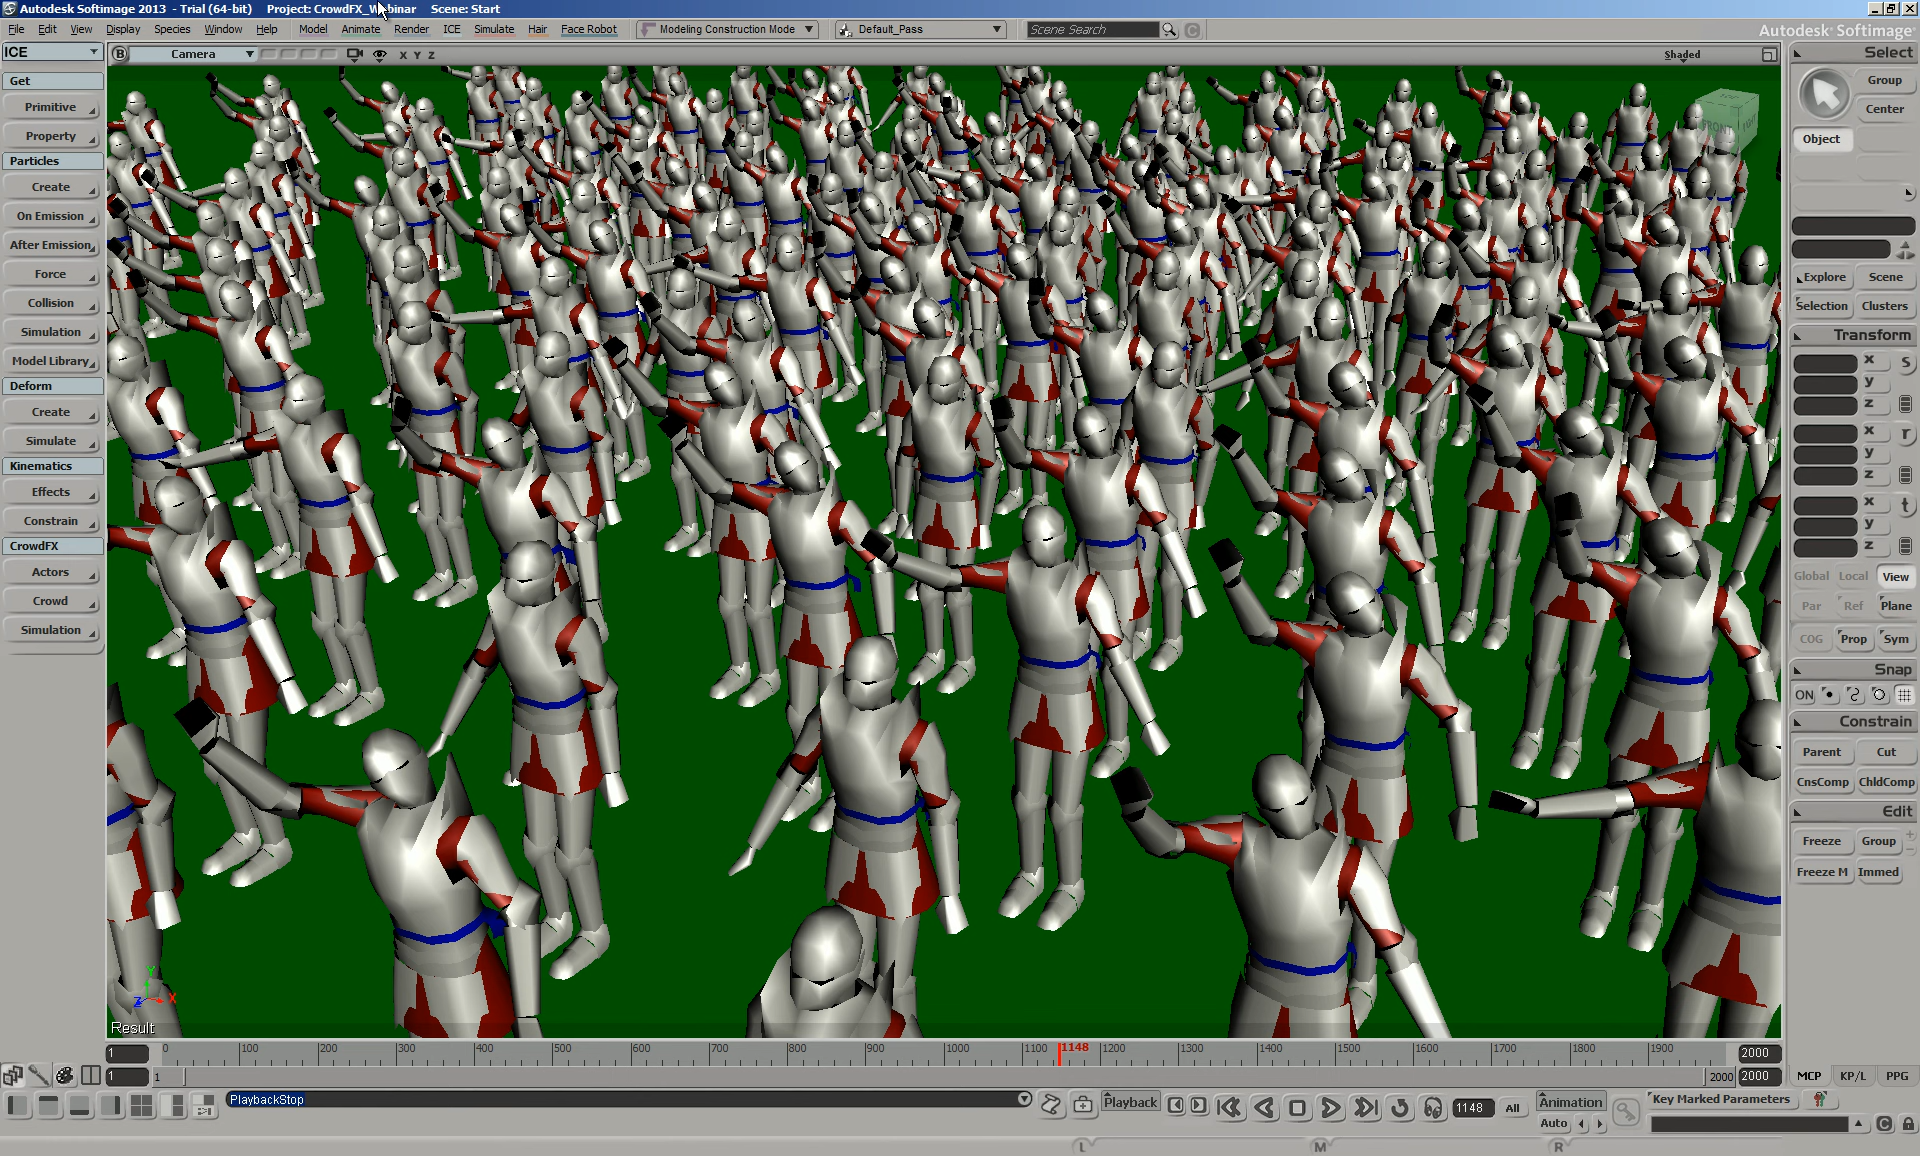 Autodesk Softimage 2013 - Trial (64-bit) Project: CrowdFX_Webinar Scene: Start
File Edit View Display Species Window Help Model Animate Render ICE Simulate Hair Face Robot Modeling Construction Mode Default_Pass Scene Search C Autodesk® Softimage®
ICE
B Camera X Y Z Shaded
Get
Primitive
Property
Particles
Create
On Emission
After Emission
Force
Collision
Simulation
Model Library
Deform
Create
Simulate
Kinematics
Effects
Constrain
CrowdFX
Actors
Crowd
Simulation
FRONT
Y
Z X
Result
Select
Group
Center
Object
Explore Scene
Selection Clusters
Transform
x s
y
z
x r
y
z
x t
y
z
Global Local View
Par Ref Plane
COG Prop Sym
Snap
ON
Constrain
Parent Cut
CnsComp ChldComp
Edit
Freeze Group
Freeze M Immed
1 0 100 200 300 400 500 600 700 800 900 1000 1100 1148 1200 1300 1400 1500 1600 1700 1800 1900 2000
1 1 2000 2000
MCP KP/L PPG
PlaybackStop
Playback 1148 All Animation Key Marked Parameters
Auto C
L M R